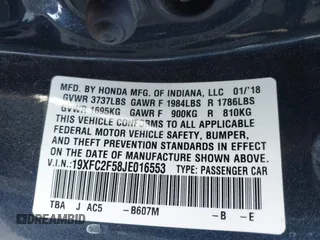 MFD. BY HONDA MFG. OF INDIANA, LLC 01/'18
GVWR 3737LBS GAWR F 1984LBS R 1786LBS
GVWR 1695KG GAWR F 900KG R 810KG
THIS VEHICLE CONFORMS TO ALL APPLICABLE
FEDERAL MOTOR VEHICLE SAFETY, BUMPER,
AND THEFT PREVENTION STANDARDS IN EFFECT
ON THE DATE OF MANUFACTURE SHOWN ABOVE.
V.I.N.: 19XFC2F58JE016553 TYPE: PASSENGER CAR
TBA J AC5 -B607M -B -E
DREAMBID